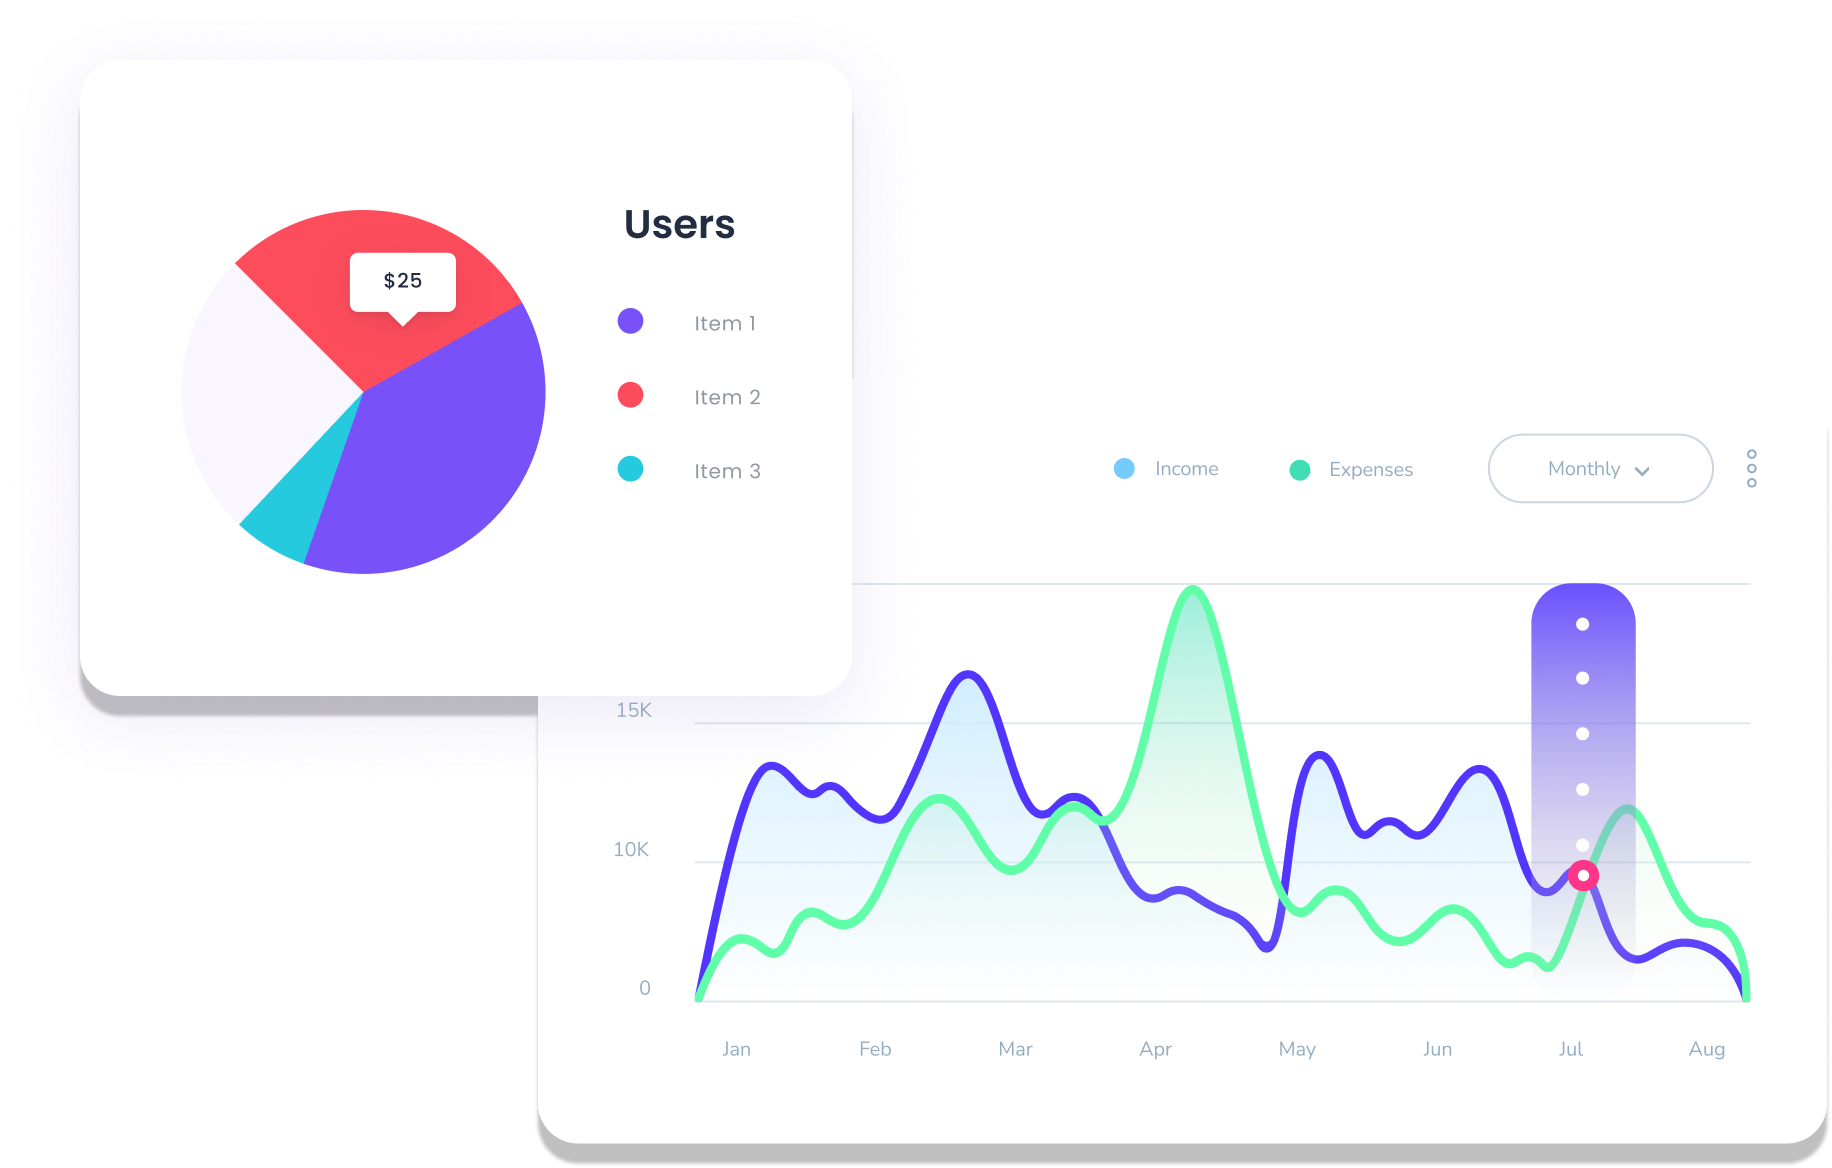 Users
$25
Item 1
Item 2
Item 3
Income
Expenses
Monthly
15K
10K
0
Jan Feb Mar Apr May Jun Jul Aug